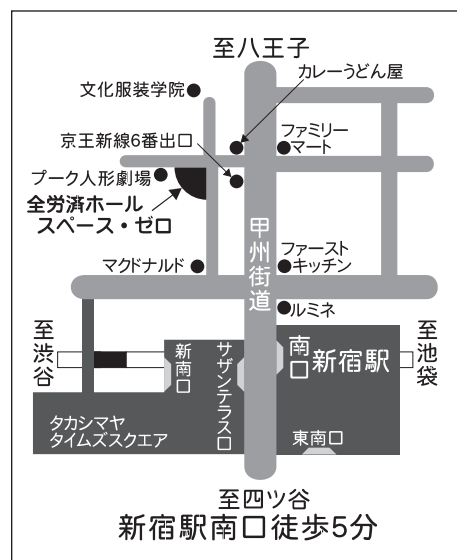 至八王子
カレーうどん屋
文化服装学院
京王新線6番出口
ファミリー
マート
プーク人形劇場
全労済ホール
スペース・ゼロ
甲州街道
マクドナルド
ファースト
キッチン
ルミネ
至渋谷
新南口
サザンテラス口
南口
新宿駅
至池袋
タカシマヤ
タイムズスクエア
東南口
至四ツ谷
新宿駅南口徒歩5分